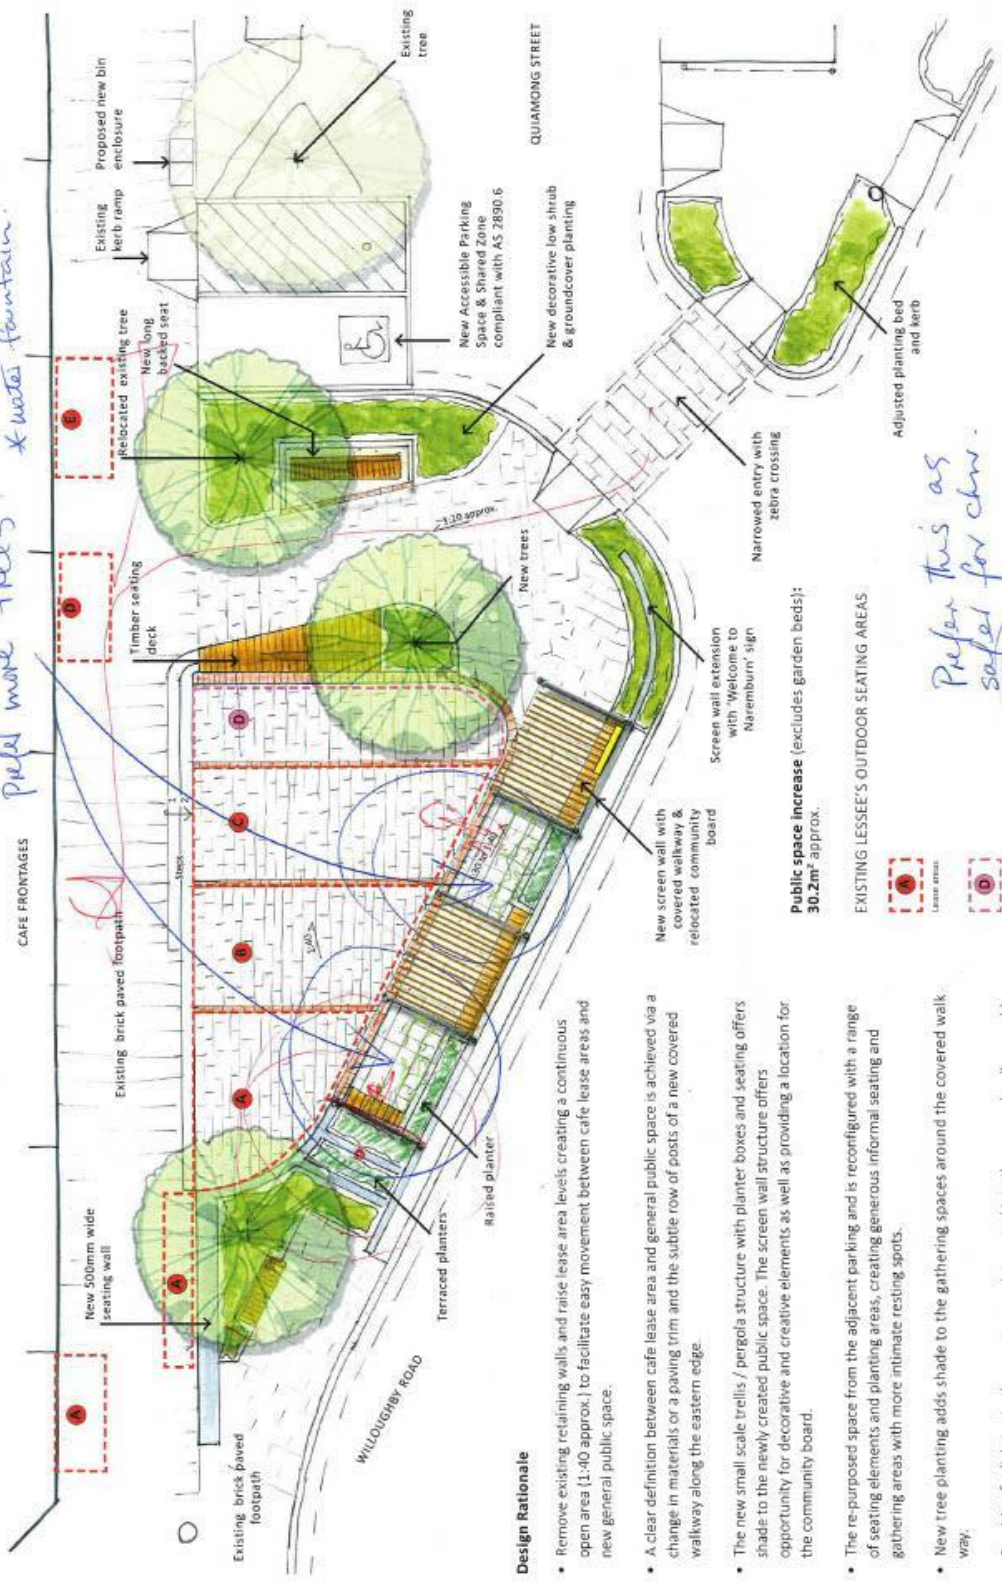 Prefer more trees * water fountain.
CAFE FRONTAGES
Existing brick paved footpath
New 500mm wide
seating wall
Existing brick paved
footpath
WILLOUGHBY ROAD
Terraced planters
Raised planter
Steps
1
2
1:40
Timber seating
deck
Relocated existing tree
New long
backed seat
Existing
kerb ramp
Proposed new bin
enclosure
Existing
tree
QUIAMONG STREET
New Accessible Parking
Space & Shared Zone
compliant with AS 2890.6
New decorative low shrub
& groundcover planting
~1:20 approx.
New trees
Narrowed entry with
zebra crossing
Adjusted planting bed
and kerb
Screen wall extension
with 'Welcome to
Naremburn' sign
New screen wall with
covered walkway &
relocated community
board
A
A
A
B
C
D
D
E
Design Rationale
• Remove existing retaining walls and raise lease area levels creating a continuous
open area (1:40 approx.) to facilitate easy movement between cafe lease areas and
new general public space.
• A clear definition between cafe lease area and general public space is achieved via a
change in materials or a paving trim and the subtle row of posts of a new covered
walkway along the eastern edge.
• The new small scale trellis / pergola structure with planter boxes and seating offers
shade to the newly created public space. The screen wall structure offers
opportunity for decorative and creative elements as well as providing a location for
the community board.
• The re-purposed space from the adjacent parking and is reconfigured with a range
of seating elements and planting areas, creating generous informal seating and
gathering areas with more intimate resting spots.
• New tree planting adds shade to the gathering spaces around the covered walk
way.
Public space increase (excludes garden beds):
30.2m² approx.
EXISTING LESSEE'S OUTDOOR SEATING AREAS
A
Lease areas
D
Prefer this as
safer for chn.